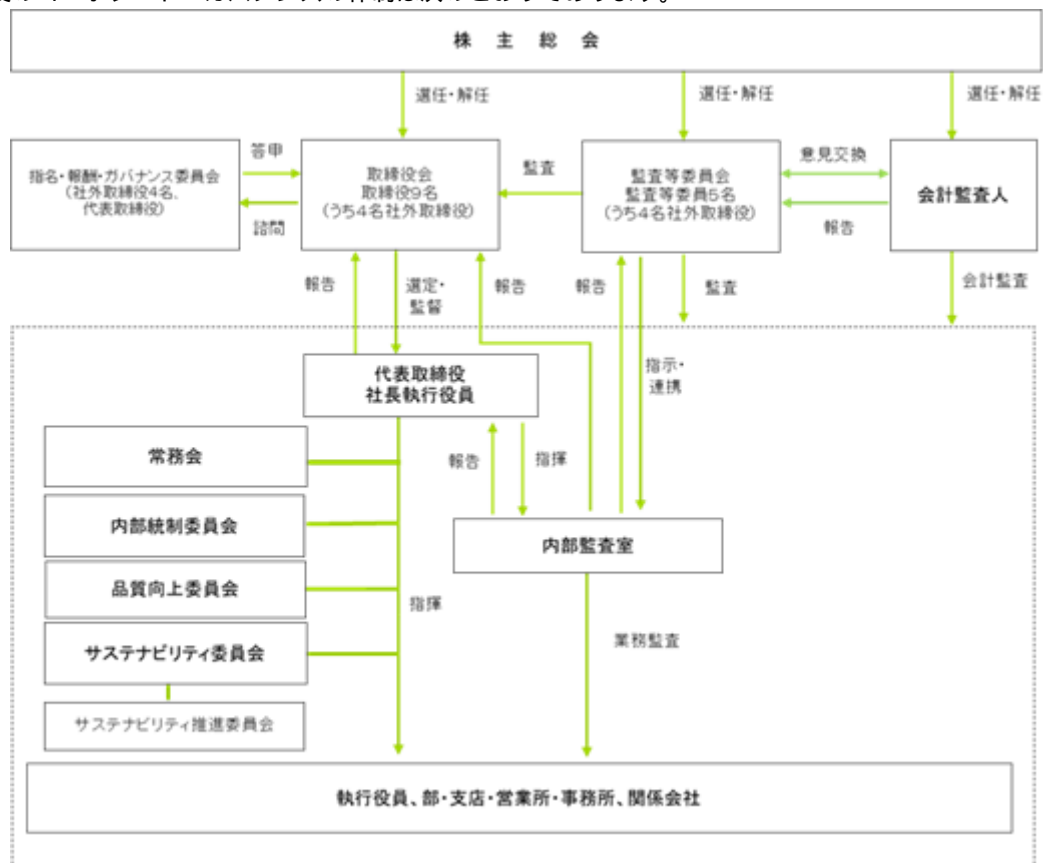 株 主 総 会
選任・解任
選任・解任
選任・解任
指名・報酬・ガバナンス委員会
(社外取締役4名、
代表取締役)
答申
諮問
取締役会
取締役9名
(うち4名社外取締役)
監査
監査等委員会
監査等委員5名
(うち4名社外取締役)
意見交換
報告
会計監査人
報告
選定・
監督
報告
報告
監査
会計監査
指示・
連携
代表取締役
社長執行役員
常務会
報告
指揮
内部統制委員会
内部監査室
品質向上委員会
指揮
サステナビリティ委員会
業務監査
サステナビリティ推進委員会
執行役員、部・支店・営業所・事務所、関係会社